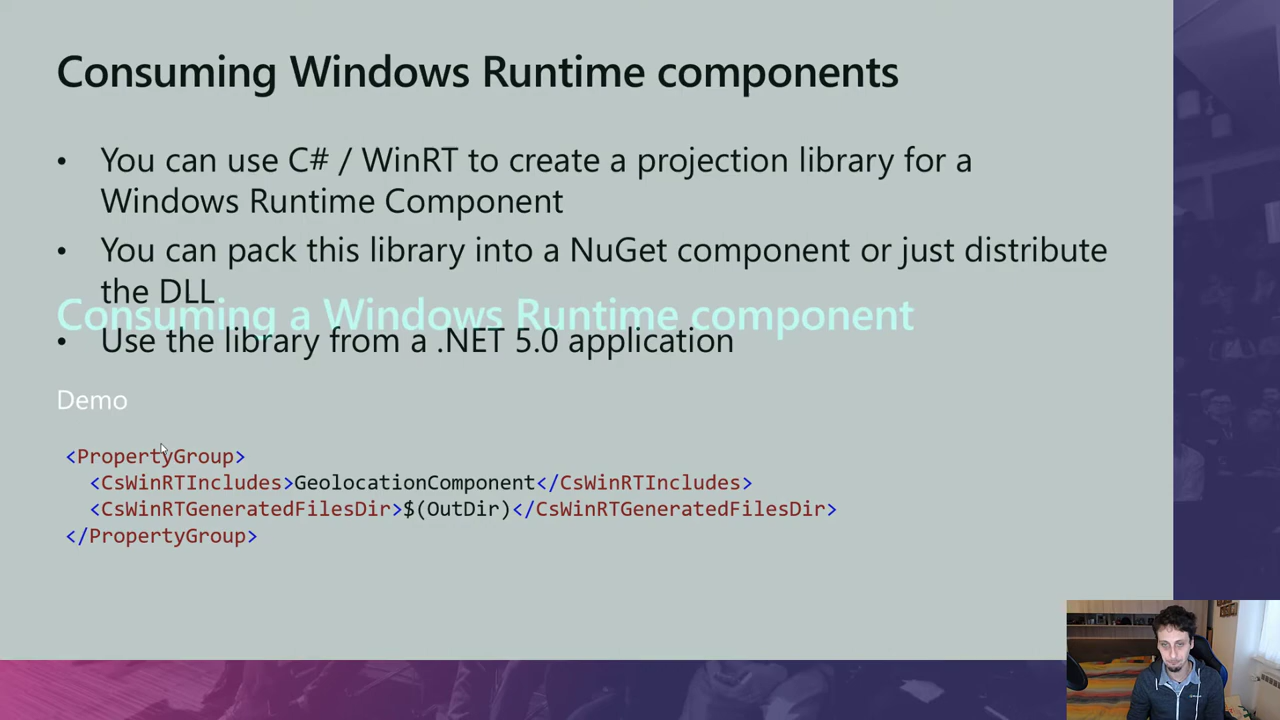 Consuming Windows Runtime components
• You can use C# / WinRT to create a projection library for a
Windows Runtime Component
• You can pack this library into a NuGet component or just distribute
the DLL
Consuming a Windows Runtime component
• Use the library from a .NET 5.0 application
Demo
<PropertyGroup>
<CsWinRTIncludes>GeolocationComponent</CsWinRTIncludes>
<CsWinRTGeneratedFilesDir>$(OutDir)</CsWinRTGeneratedFilesDir>
</PropertyGroup>